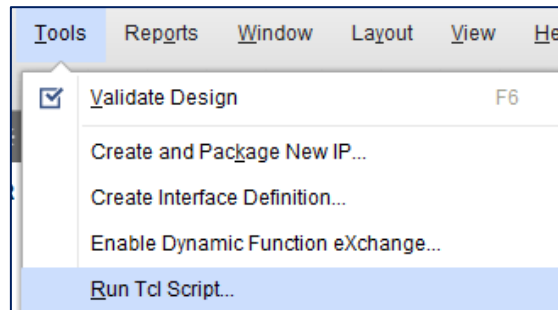 Tools Reports Window Layout View He
Validate Design F6
Create and Package New IP...
Create Interface Definition...
Enable Dynamic Function eXchange...
Run Tcl Script...